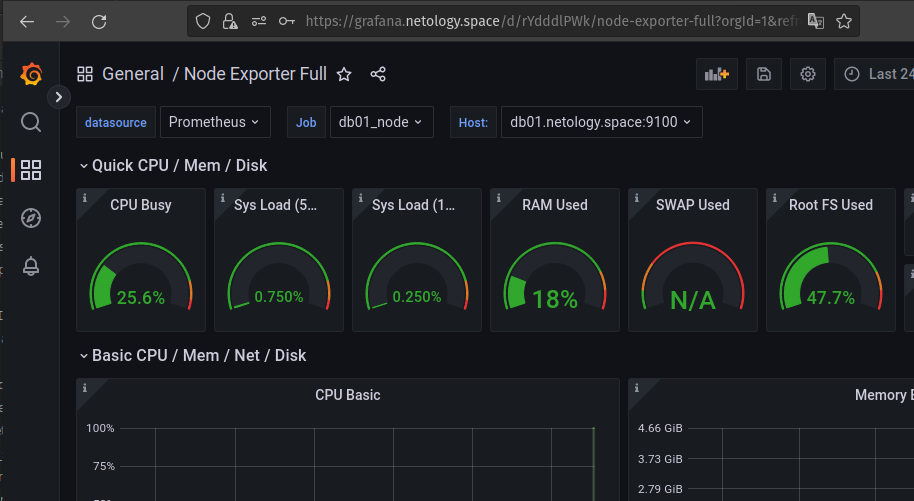 https://grafana.netology.space/d/rYdddlPWk/node-exporter-full?orgId=1&refr
General / Node Exporter Full
Last 24
datasource Prometheus Job db01_node Host: db01.netology.space:9100
Quick CPU / Mem / Disk
CPU Busy Sys Load (5... Sys Load (1... RAM Used SWAP Used Root FS Used
25.6% 0.750% 0.250% 18% N/A 47.7%
Basic CPU / Mem / Net / Disk
CPU Basic Memory
100% 4.66 GiB
75% 3.73 GiB
2.79 GiB